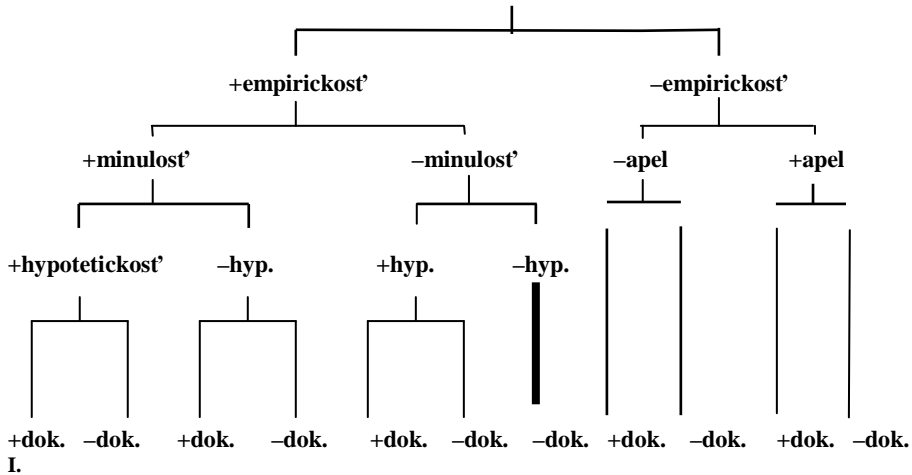 +empirickosť –empirickosť
+minulosť –minulosť –apel +apel
+hypotetickosť –hyp. +hyp. –hyp.
+dok. –dok. +dok. –dok. +dok. –dok. –dok. +dok. –dok. +dok. –dok.
I.